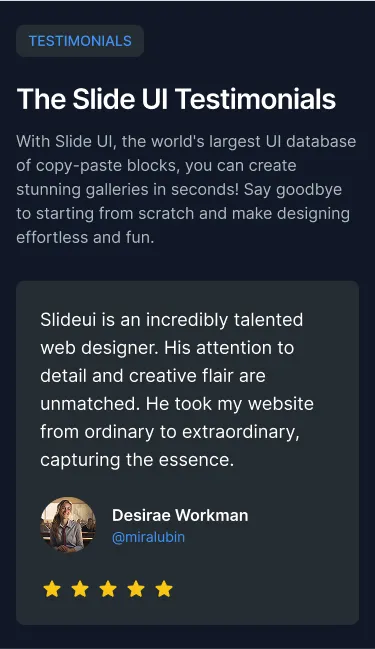 TESTIMONIALS
The Slide UI Testimonials
With Slide UI, the world's largest UI database
of copy-paste blocks, you can create
stunning galleries in seconds! Say goodbye
to starting from scratch and make designing
effortless and fun.
Slideui is an incredibly talented
web designer. His attention to
detail and creative flair are
unmatched. He took my website
from ordinary to extraordinary,
capturing the essence.
Desirae Workman
@miralubin